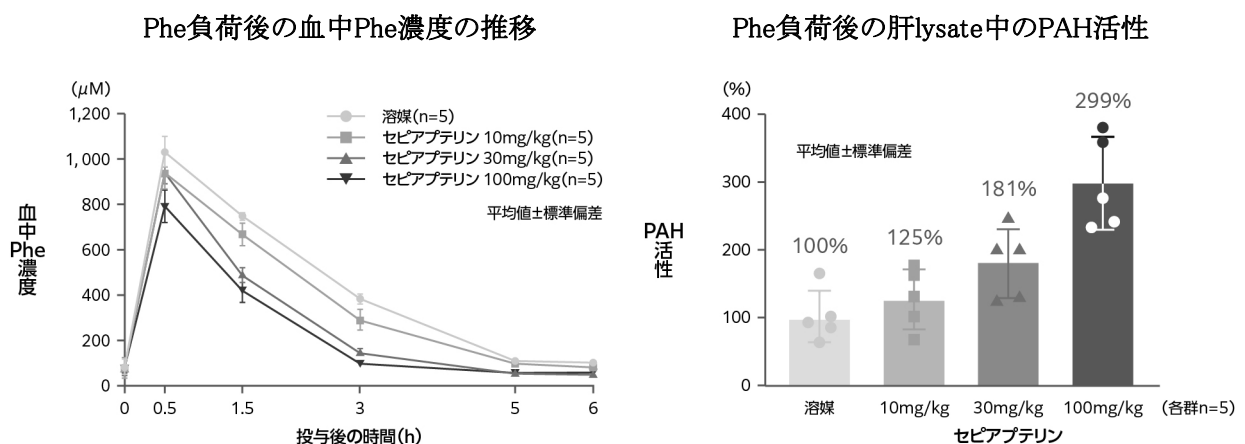 Phe負荷後の血中Phe濃度の推移
(μM)
1,200
1,000
800
600
400
200
0
血中Phe濃度
溶媒(n=5)
セピアプテリン 10mg/kg(n=5)
セピアプテリン 30mg/kg(n=5)
セピアプテリン 100mg/kg(n=5)
平均値±標準偏差
0 0.5 1.5 3 5 6
投与後の時間(h)
Phe負荷後の肝lysate中のPAH活性
(%)
400
300
200
100
0
PAH活性
平均値±標準偏差
100%
125%
181%
299%
溶媒 10mg/kg 30mg/kg 100mg/kg (各群n=5)
セピアプテリン